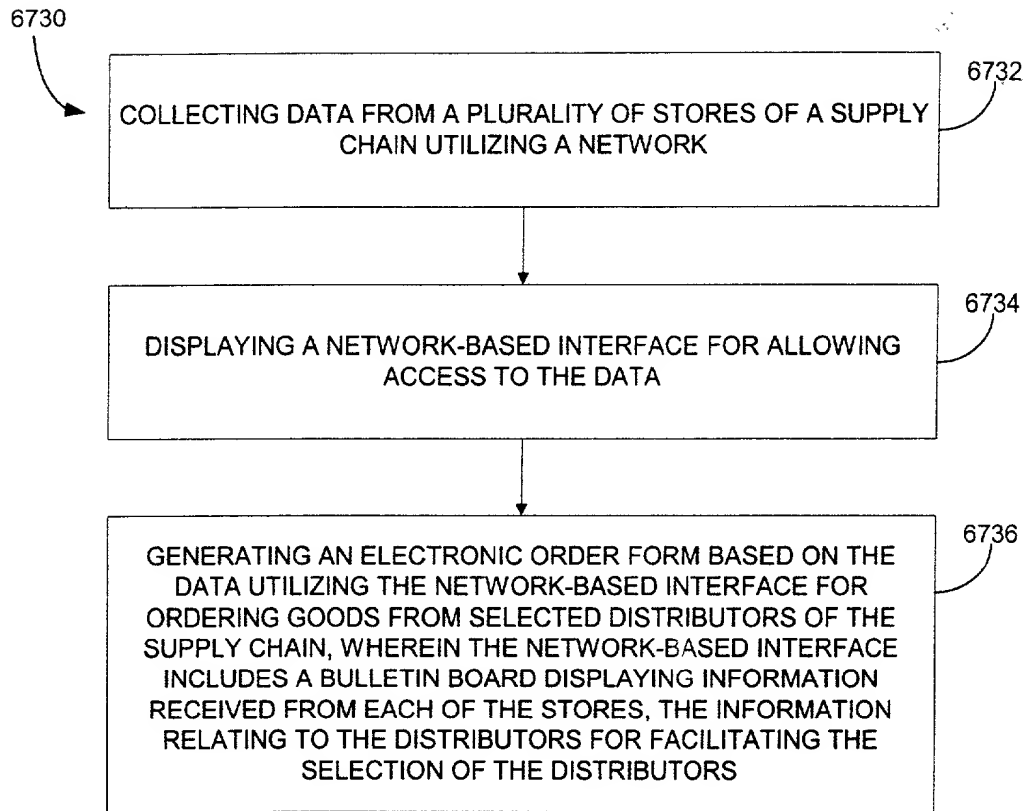 6730
6732
COLLECTING DATA FROM A PLURALITY OF STORES OF A SUPPLY
CHAIN UTILIZING A NETWORK
6734
DISPLAYING A NETWORK-BASED INTERFACE FOR ALLOWING
ACCESS TO THE DATA
6736
GENERATING AN ELECTRONIC ORDER FORM BASED ON THE
DATA UTILIZING THE NETWORK-BASED INTERFACE FOR
ORDERING GOODS FROM SELECTED DISTRIBUTORS OF THE
SUPPLY CHAIN, WHEREIN THE NETWORK-BASED INTERFACE
INCLUDES A BULLETIN BOARD DISPLAYING INFORMATION
RECEIVED FROM EACH OF THE STORES, THE INFORMATION
RELATING TO THE DISTRIBUTORS FOR FACILITATING THE
SELECTION OF THE DISTRIBUTORS